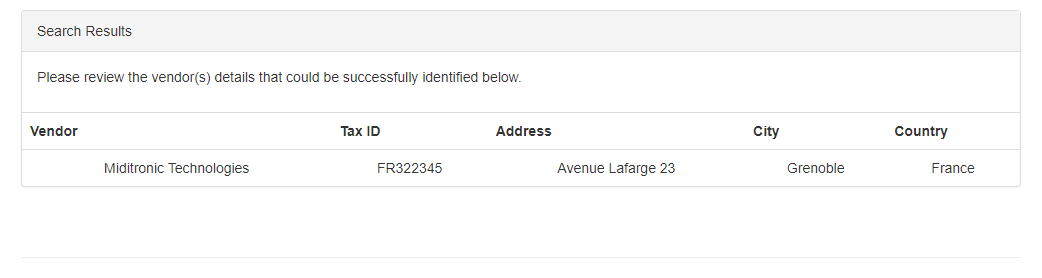 Search Results
Please review the vendor(s) details that could be successfully identified below.
Vendor Tax ID Address City Country
Miditronic Technologies FR322345 Avenue Lafarge 23 Grenoble France